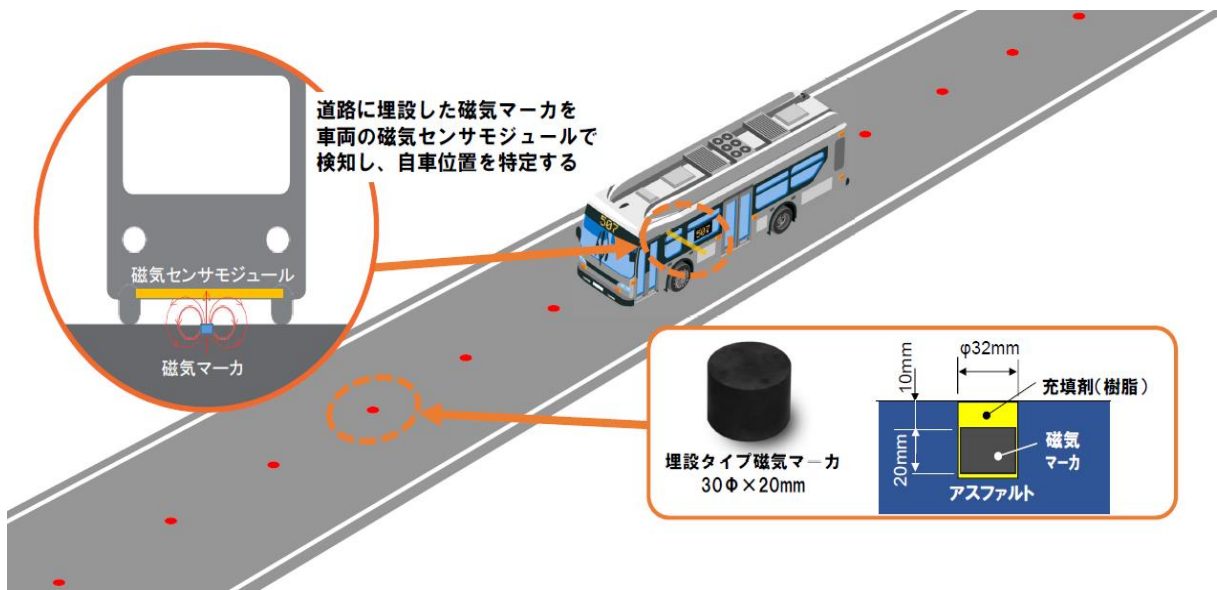 道路に埋設した磁気マーカを
車両の磁気センサモジュールで
検知し、自車位置を特定する
磁気センサモジュール
磁気マーカ
507
507
埋設タイプ磁気マーカ
30Φ×20mm
φ32mm
10mm
20mm
充填剤(樹脂)
磁気
マーカ
アスファルト